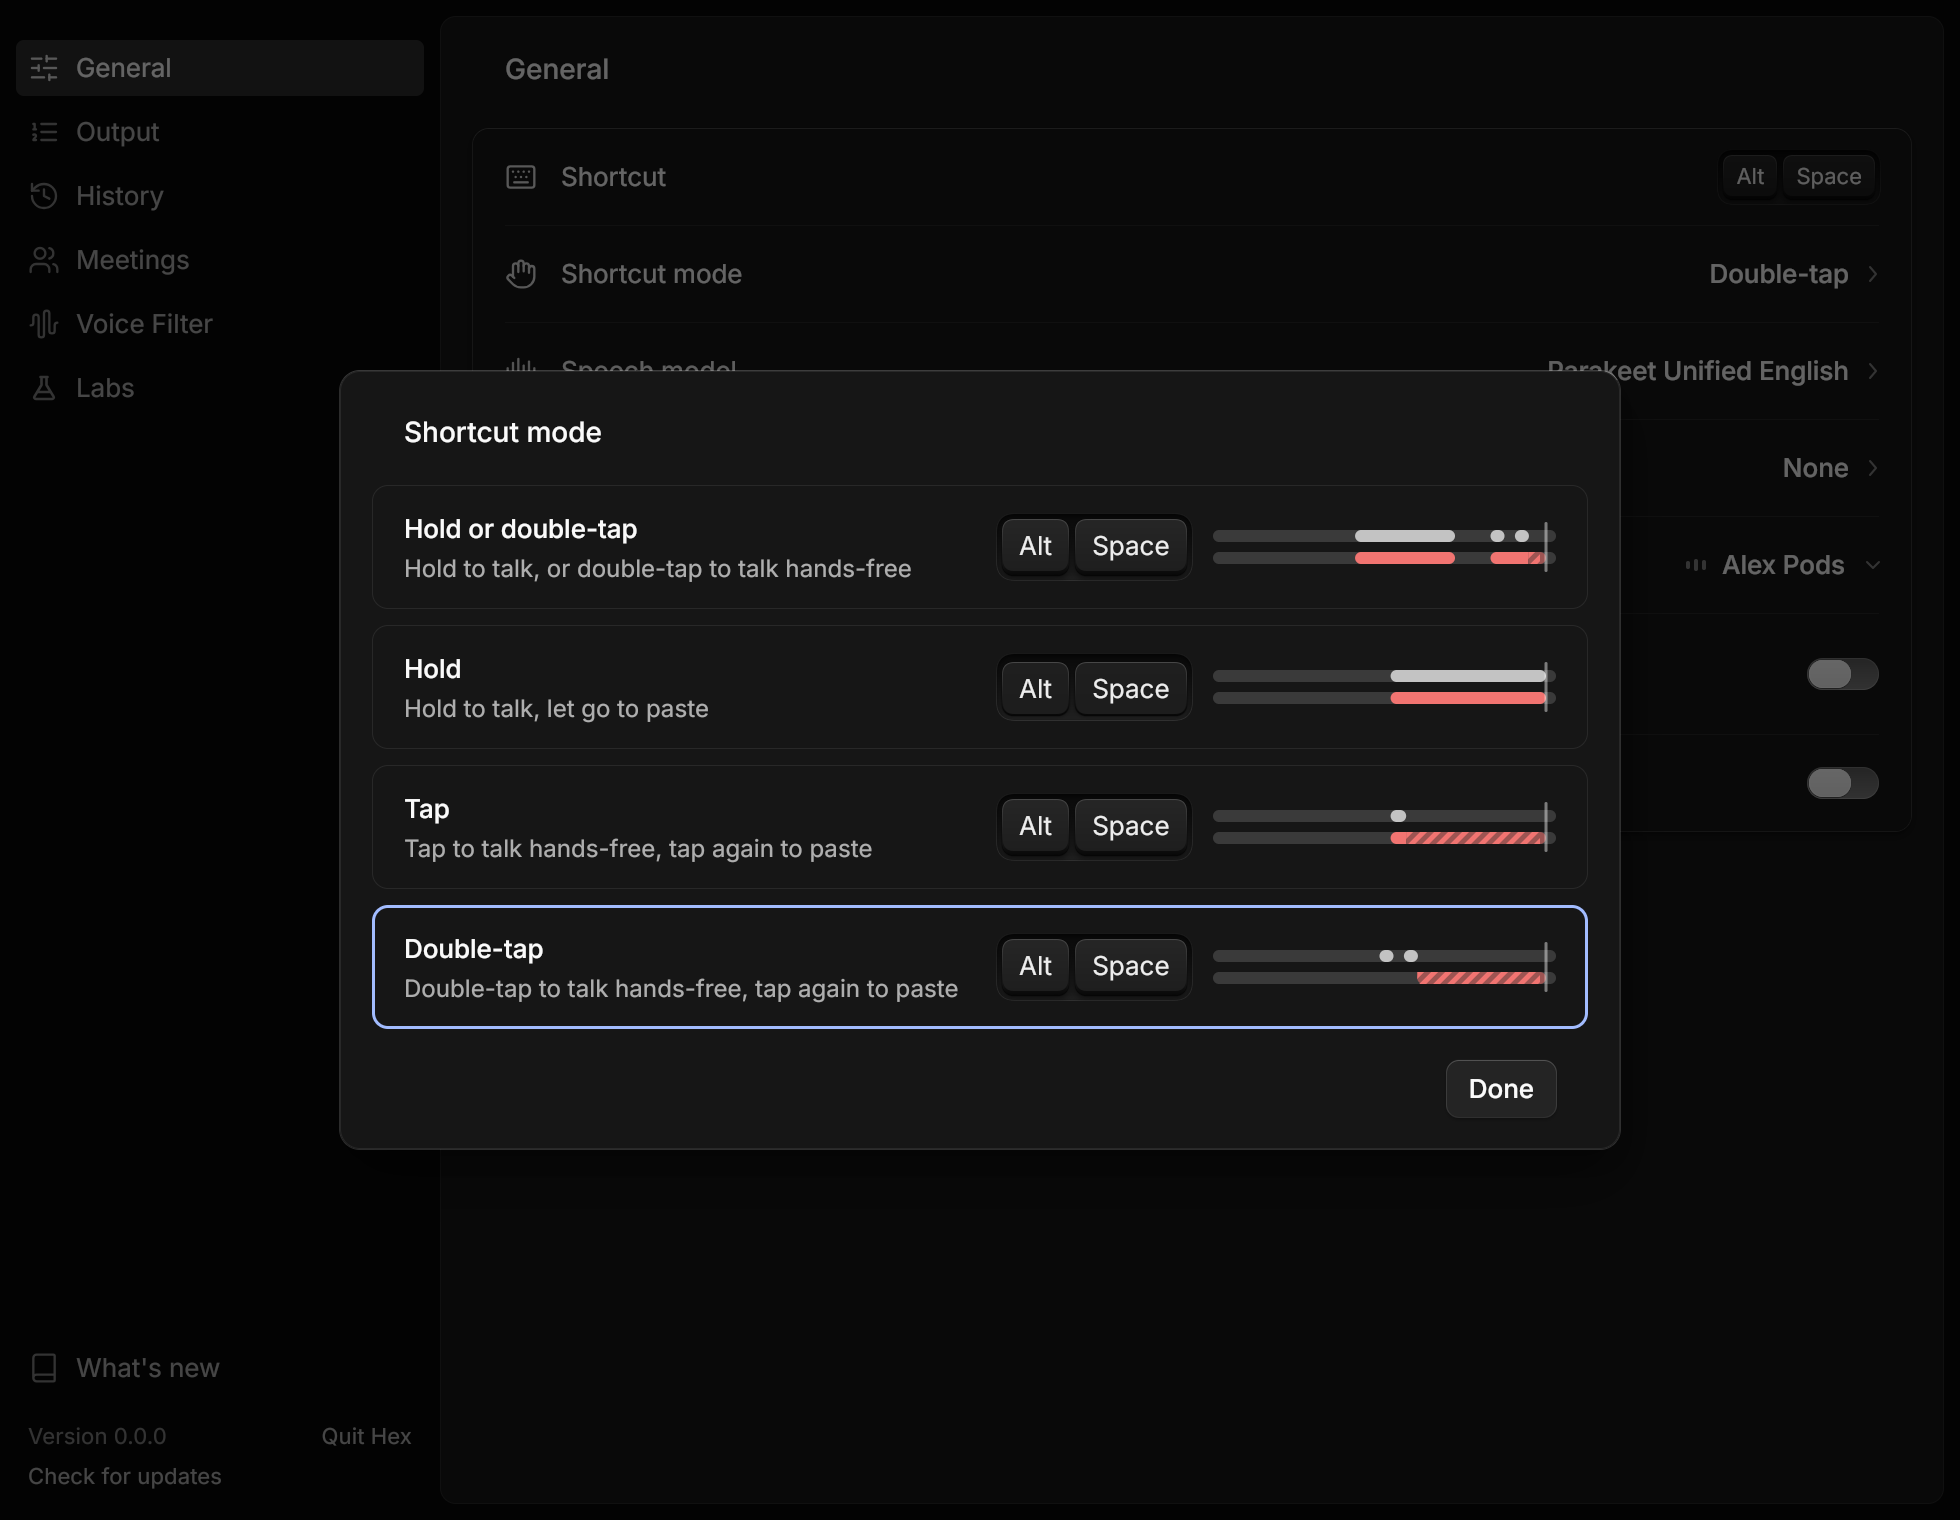 General
Output
History
Meetings
Voice Filter
Labs
What's new
Version 0.0.0
Quit Hex
Check for updates
General
Shortcut
Alt Space
Shortcut mode
Double-tap
Speech model
Parakeet Unified English
None
Alex Pods
Shortcut mode
Hold or double-tap
Hold to talk, or double-tap to talk hands-free
Alt Space
Hold
Hold to talk, let go to paste
Alt Space
Tap
Tap to talk hands-free, tap again to paste
Alt Space
Double-tap
Double-tap to talk hands-free, tap again to paste
Alt Space
Done